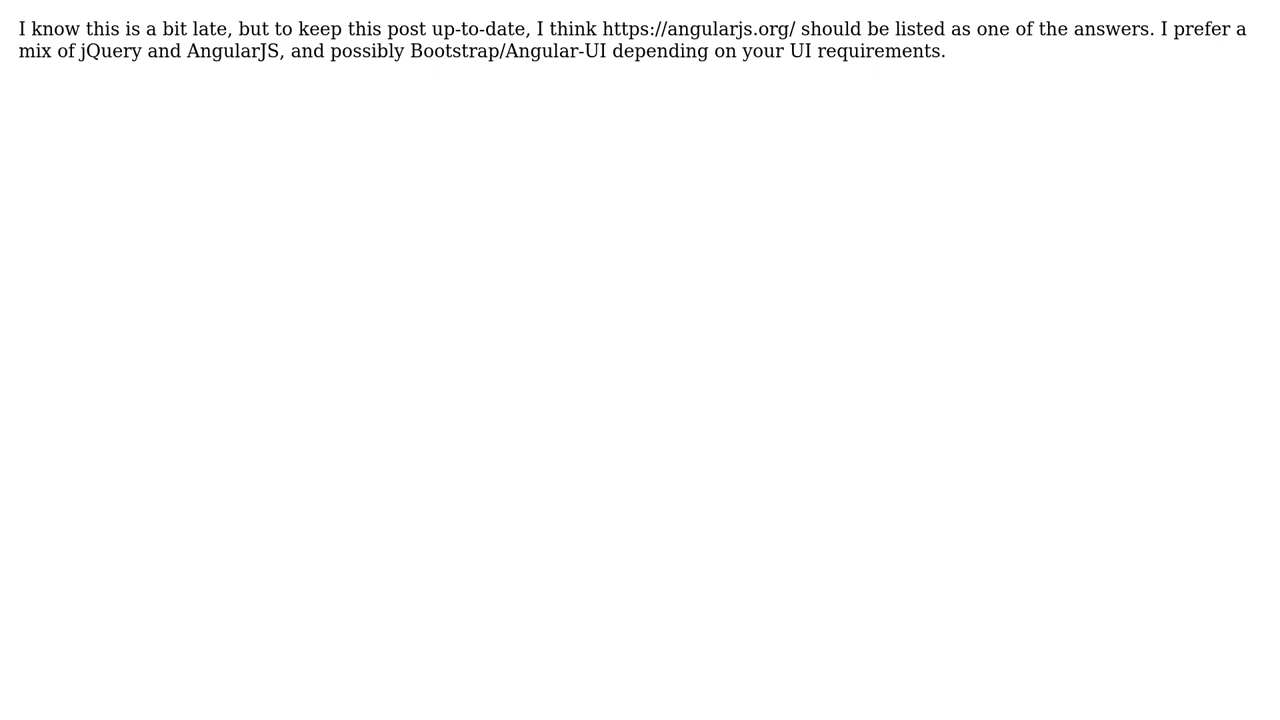 I know this is a bit late, but to keep this post up-to-date, I think https://angularjs.org/ should be listed as one of the answers. I prefer a
mix of jQuery and AngularJS, and possibly Bootstrap/Angular-UI depending on your UI requirements.